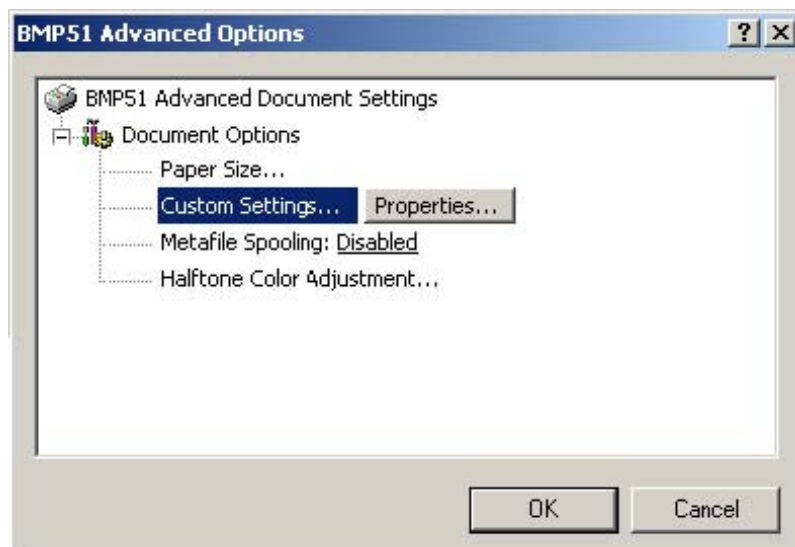 BMP51 Advanced Options
BMP51 Advanced Document Settings
Document Options
Paper Size...
Custom Settings... Properties...
Metafile Spooling: Disabled
Halftone Color Adjustment...
OK Cancel